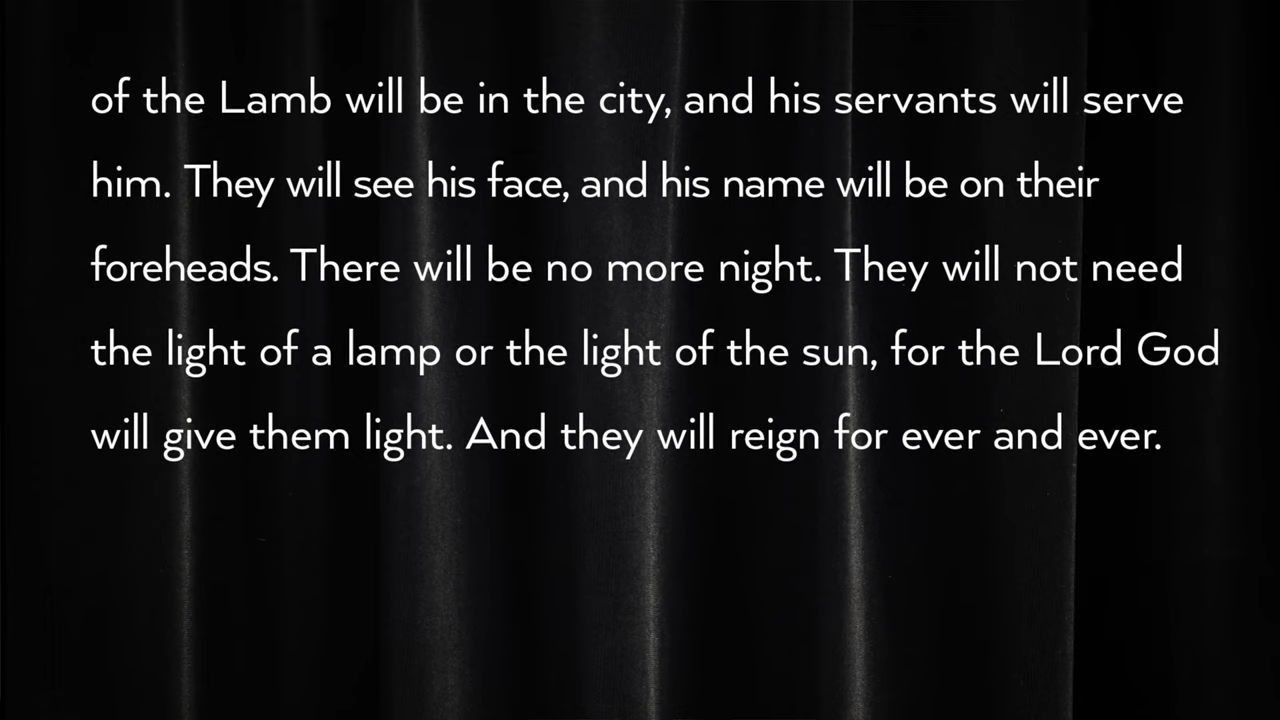 of the Lamb will be in the city, and his servants will serve
him. They will see his face, and his name will be on their
foreheads. There will be no more night. They will not need
the light of a lamp or the light of the sun, for the Lord God
will give them light. And they will reign for ever and ever.